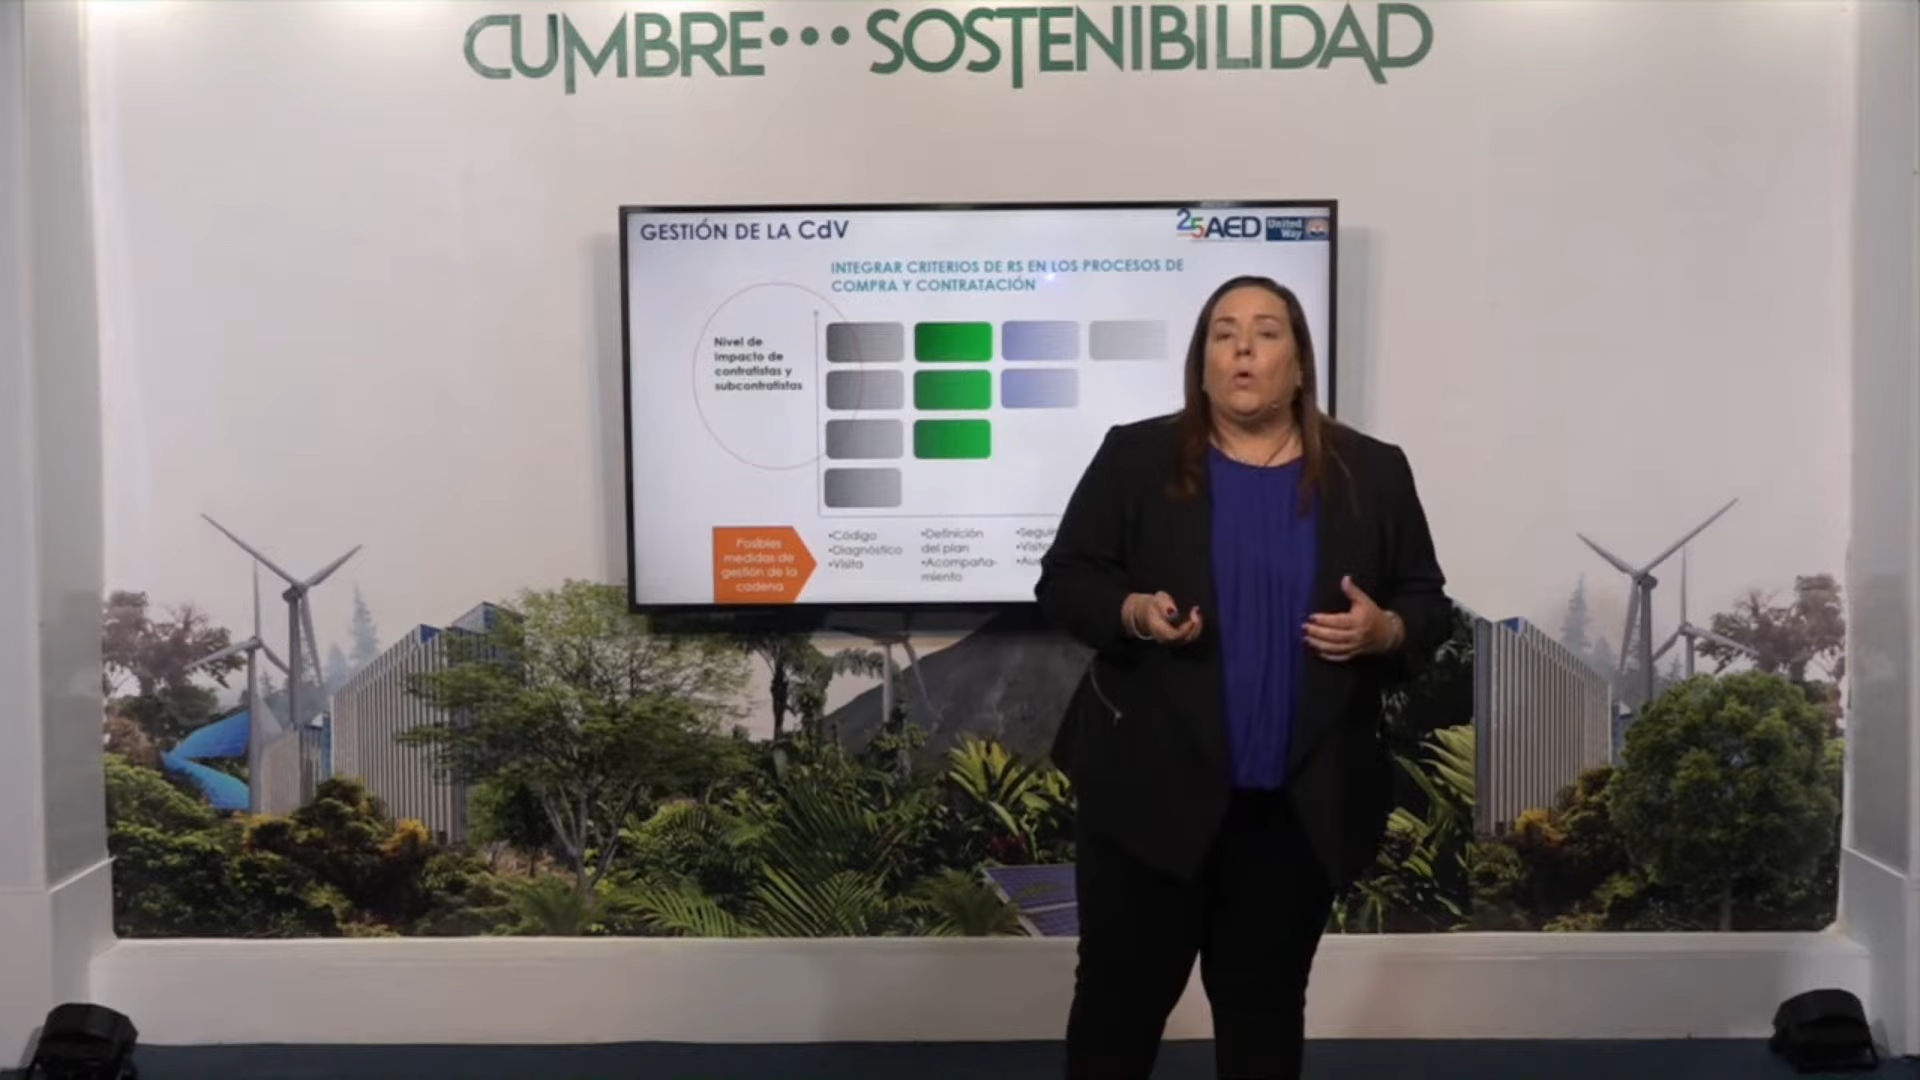 CUMBRE••• SOSTENIBILIDAD
GESTIÓN DE LA CdV
25 AED United
Way
INTEGRAR CRITERIOS DE RS EN LOS PROCESOS DE
COMPRA Y CONTRATACIÓN
Nivel de
impacto de
contratistas y
subcontratistas
Posibles
medidas de
gestión de la
cadena
•Código
•Diagnóstico
•Visita
•Definición
del plan
•Acompaña-
miento